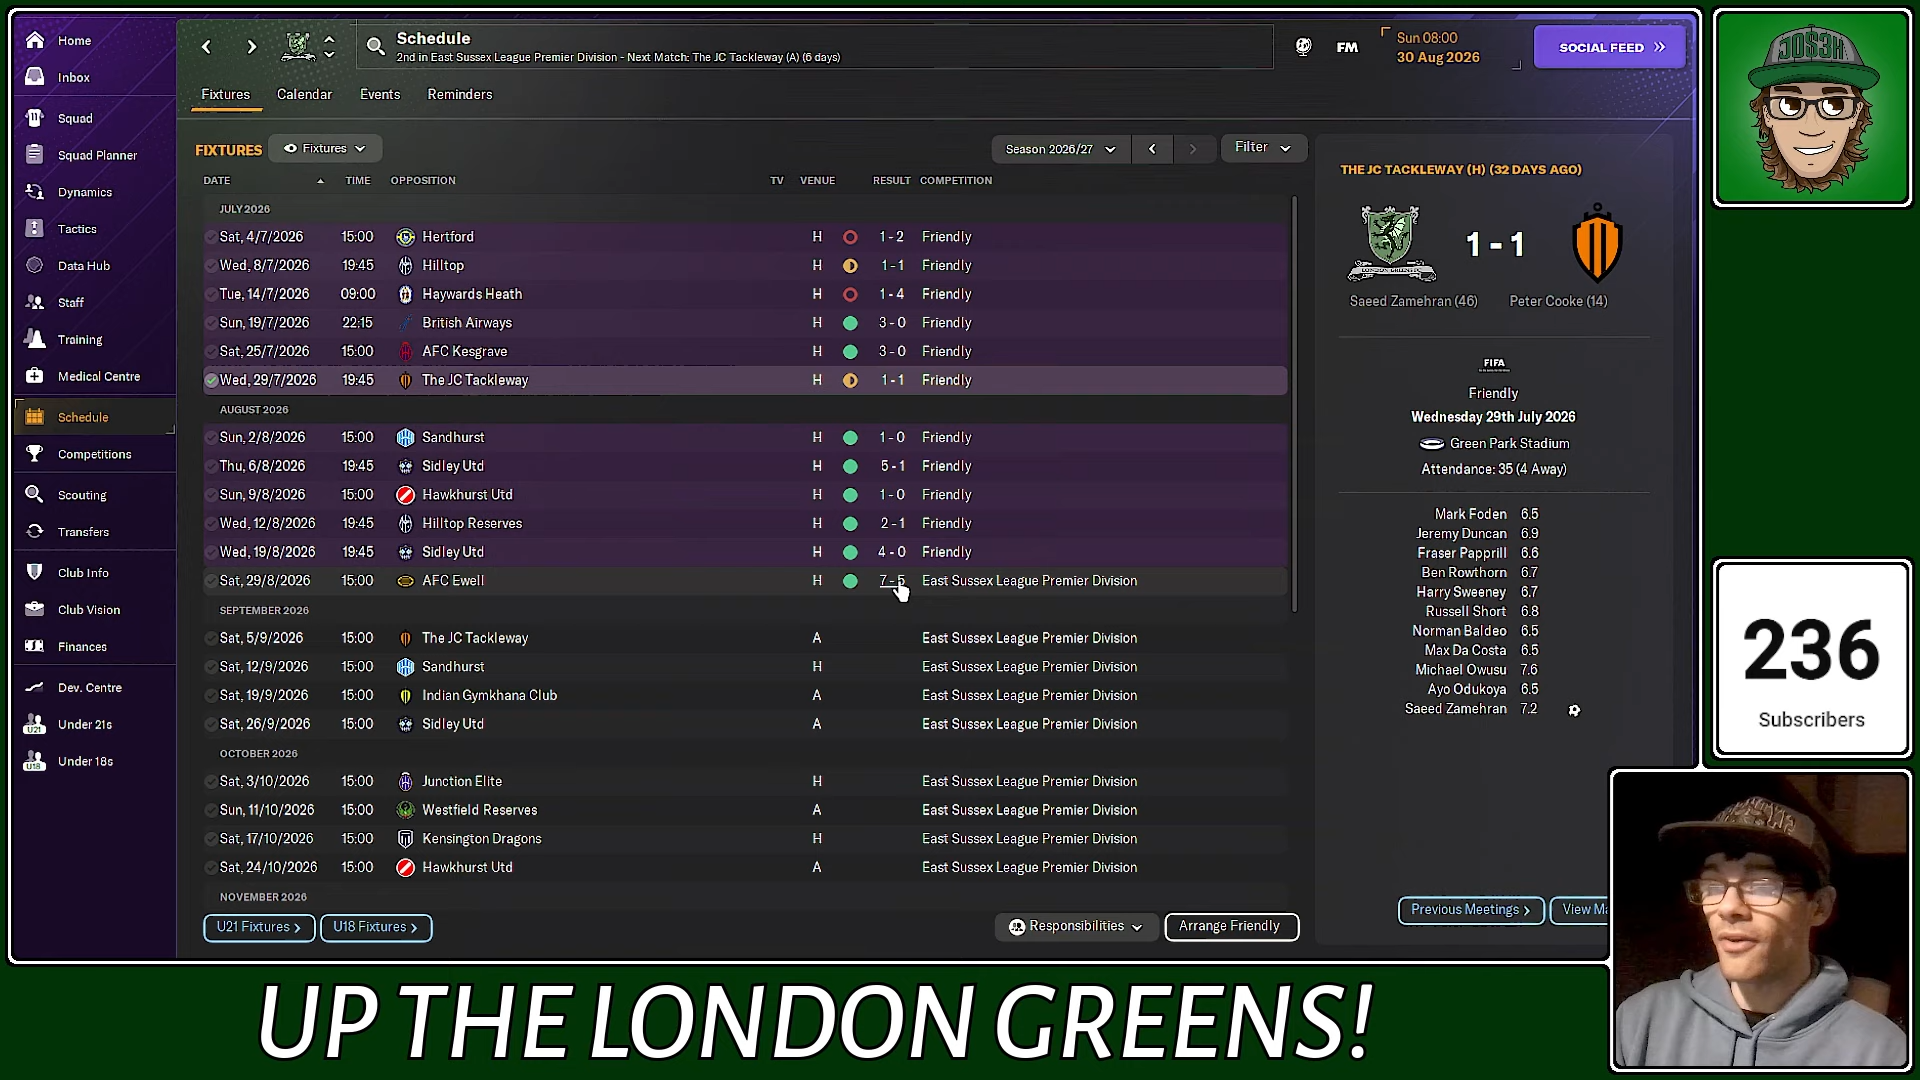 Home
Inbox
Squad
Squad Planner
Dynamics
Tactics
Data Hub
Staff
Training
Medical Centre
Schedule
Competitions
Scouting
Transfers
Club Info
Club Vision
Finances
Dev. Centre
Under 21s
Under 18s
Schedule
2nd in East Sussex League Premier Division - Next Match: The JC Tackleway (A) (6 days)
FM
Sun 08:00
30 Aug 2026
SOCIAL FEED
Fixtures Calendar Events Reminders
FIXTURES Fixtures Season 2026/27 Filter
DATE TIME OPPOSITION TV VENUE RESULT COMPETITION
JULY 2026
Sat, 4/7/2026 15:00 Hertford H 1 - 2 Friendly
Wed, 8/7/2026 19:45 Hilltop H 1 - 1 Friendly
Tue, 14/7/2026 09:00 Haywards Heath H 1 - 4 Friendly
Sun, 19/7/2026 22:15 British Airways H 3 - 0 Friendly
Sat, 25/7/2026 15:00 AFC Kesgrave H 3 - 0 Friendly
Wed, 29/7/2026 19:45 The JC Tackleway H 1 - 1 Friendly
AUGUST 2026
Sun, 2/8/2026 15:00 Sandhurst H 1 - 0 Friendly
Thu, 6/8/2026 19:45 Sidley Utd H 5 - 1 Friendly
Sun, 9/8/2026 15:00 Hawkhurst Utd H 1 - 0 Friendly
Wed, 12/8/2026 19:45 Hilltop Reserves H 2 - 1 Friendly
Wed, 19/8/2026 19:45 Sidley Utd H 4 - 0 Friendly
Sat, 29/8/2026 15:00 AFC Ewell H 7 - 5 East Sussex League Premier Division
SEPTEMBER 2026
Sat, 5/9/2026 15:00 The JC Tackleway A East Sussex League Premier Division
Sat, 12/9/2026 15:00 Sandhurst H East Sussex League Premier Division
Sat, 19/9/2026 15:00 Indian Gymkhana Club A East Sussex League Premier Division
Sat, 26/9/2026 15:00 Sidley Utd A East Sussex League Premier Division
OCTOBER 2026
Sat, 3/10/2026 15:00 Junction Elite H East Sussex League Premier Division
Sun, 11/10/2026 15:00 Westfield Reserves A East Sussex League Premier Division
Sat, 17/10/2026 15:00 Kensington Dragons H East Sussex League Premier Division
Sat, 24/10/2026 15:00 Hawkhurst Utd A East Sussex League Premier Division
NOVEMBER 2026
U21 Fixtures U18 Fixtures Responsibilities Arrange Friendly
THE JC TACKLEWAY (H) (32 DAYS AGO)
LONDON GREENS FC
1 - 1
Saeed Zamehran (46) Peter Cooke (14)
FIFA
Friendly
Wednesday 29th July 2026
Green Park Stadium
Attendance: 35 (4 Away)
Mark Foden 6.5
Jeremy Duncan 6.9
Fraser Papprill 6.6
Ben Rowthorn 6.7
Harry Sweeney 6.7
Russell Short 6.8
Norman Baldeo 6.5
Max Da Costa 6.5
Michael Owusu 7.6
Ayo Odukoya 6.5
Saeed Zamehran 7.2
Previous Meetings View Ma
JO$3H
236
Subscribers
UP THE LONDON GREENS!